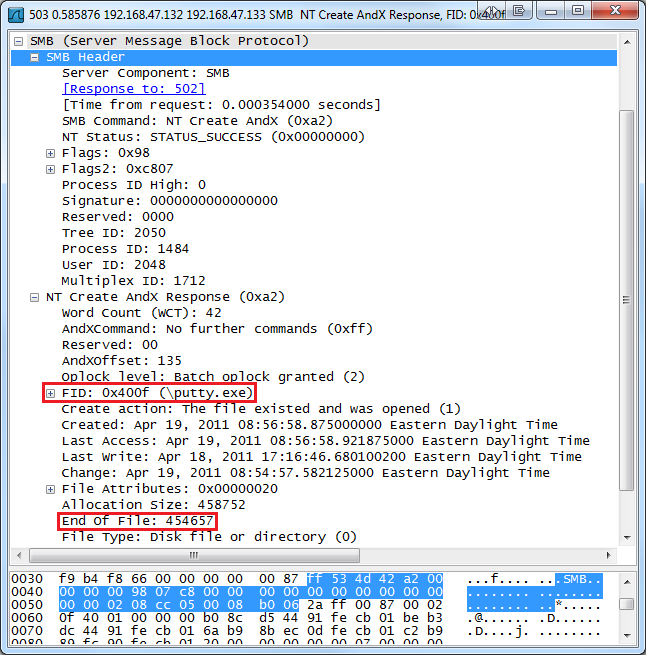 503 0.585876 192.168.47.132 192.168.47.133 SMB NT Create AndX Response, FID: 0x400f
SMB (Server Message Block Protocol)
SMB Header
Server Component: SMB
[Response to: 502]
[Time from request: 0.000354000 seconds]
SMB Command: NT Create AndX (0xa2)
NT Status: STATUS_SUCCESS (0x00000000)
Flags: 0x98
Flags2: 0xc807
Process ID High: 0
Signature: 0000000000000000
Reserved: 0000
Tree ID: 2050
Process ID: 1484
User ID: 2048
Multiplex ID: 1712
NT Create AndX Response (0xa2)
Word Count (WCT): 42
AndXCommand: No further commands (0xff)
Reserved: 00
AndXOffset: 135
Oplock level: Batch oplock granted (2)
FID: 0x400f (\putty.exe)
Create action: The file existed and was opened (1)
Created: Apr 19, 2011 08:56:58.875000000 Eastern Daylight Time
Last Access: Apr 19, 2011 08:56:58.921875000 Eastern Daylight Time
Last Write: Apr 18, 2011 17:16:46.680100200 Eastern Daylight Time
Change: Apr 19, 2011 08:54:57.582125000 Eastern Daylight Time
File Attributes: 0x00000020
Allocation Size: 458752
End Of File: 454657
File Type: Disk file or directory (0)
0030 f9 b4 f8 66 00 00 00 00 00 87 ff 53 4d 42 a2 00 ...f.... ...SMB..
0040 00 00 00 98 07 c8 00 00 00 00 00 00 00 00 00 00 ........ ........
0050 00 00 02 08 cc 05 00 08 b0 06 2a ff 00 87 00 02 ........ ..*.....
0060 0f 40 01 00 00 00 b0 8c d5 44 91 fe cb 01 be b3 .@...... .D......
0070 dc 44 91 fe cb 01 6a b9 8b ec 0d fe cb 01 c2 b9 .D....j. ........